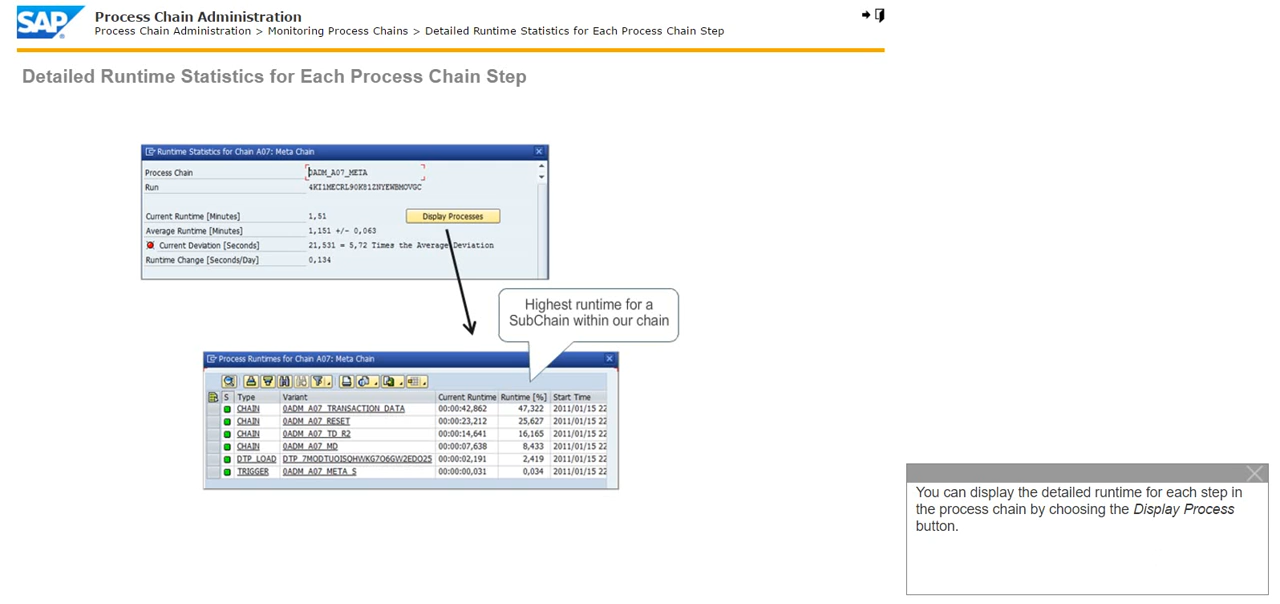 SAP
Process Chain Administration
Process Chain Administration > Monitoring Process Chains > Detailed Runtime Statistics for Each Process Chain Step
Detailed Runtime Statistics for Each Process Chain Step
Runtime Statistics for Chain A07: Meta Chain
Process Chain 0ADM_A07_META
Run
Current Runtime [Minutes] 1,51 Display Processes
Average Runtime [Minutes] 1,151 +/- 0,063
Current Deviation [Seconds] 21,531 = 5,72 Times the Average Deviation
Runtime Change [Seconds/Day] 0,134
Highest runtime for a
SubChain within our chain
Process Runtimes for Chain A07: Meta Chain
S Type Variant Current Runtime Runtime [%] Start Time
CHAIN 0ADM_A07_TRANSACTION_DATA 00:00:42,862 47,322 2011/01/15 22
CHAIN 0ADM_A07_RESET 00:00:23,212 25,627 2011/01/15 22
CHAIN 0ADM_A07_TD_R2 00:00:14,641 16,165 2011/01/15 22
CHAIN 0ADM_A07_MD 00:00:07,638 8,433 2011/01/15 22
DTP_LOAD 00:00:02,191 2,419 2011/01/15 22
TRIGGER 0ADM_A07_META_S 00:00:00,031 0,034 2011/01/15 22
You can display the detailed runtime for each step in
the process chain by choosing the Display Process
button.